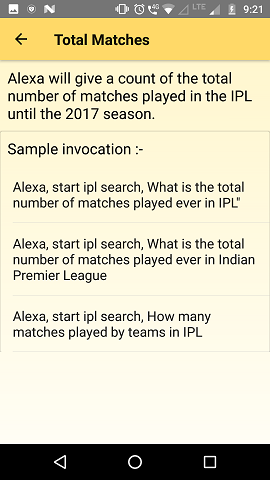 4G LTE 9:21
Total Matches
Alexa will give a count of the total
number of matches played in the IPL
until the 2017 season.
Sample invocation :-
Alexa, start ipl search, What is the total
number of matches played ever in IPL"
Alexa, start ipl search, What is the total
number of matches played ever in Indian
Premier League
Alexa, start ipl search, How many
matches played by teams in IPL